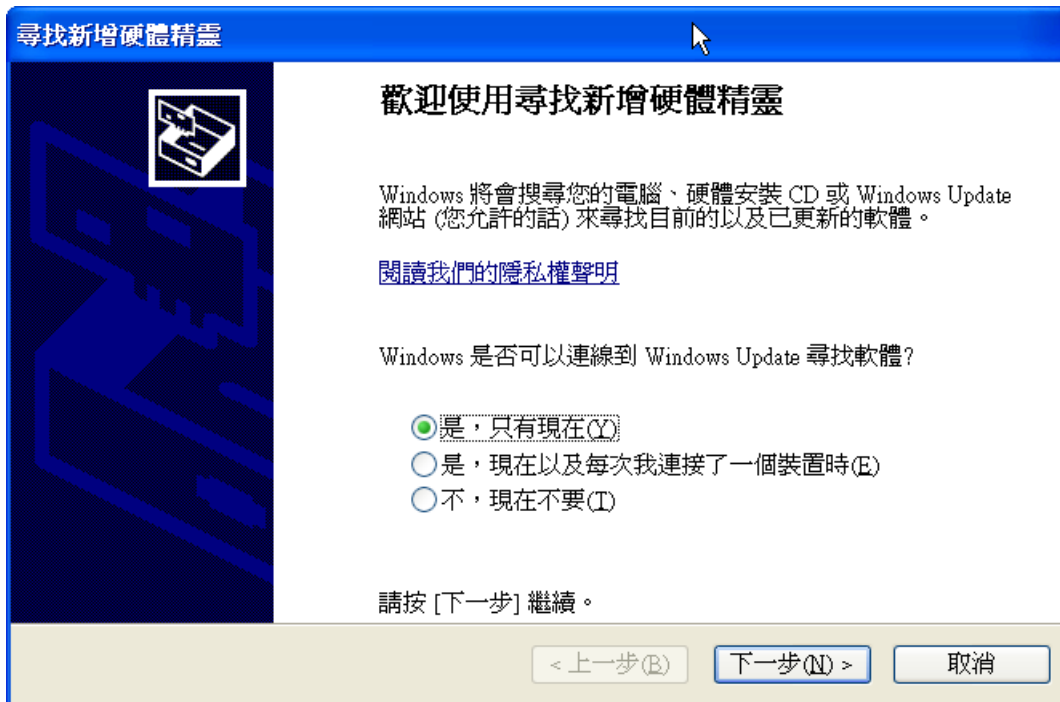 尋找新增硬體精靈
歡迎使用尋找新增硬體精靈
Windows 將會搜尋您的電腦、硬體安裝 CD 或 Windows Update
網站 (您允許的話) 來尋找目前的以及已更新的軟體。
閱讀我們的隱私權聲明
Windows 是否可以連線到 Windows Update 尋找軟體?
是，只有現在(Y)
是，現在以及每次我連接了一個裝置時(E)
不，現在不要(T)
請按 [下一步] 繼續。
< 上一步(B) 下一步(N) > 取消